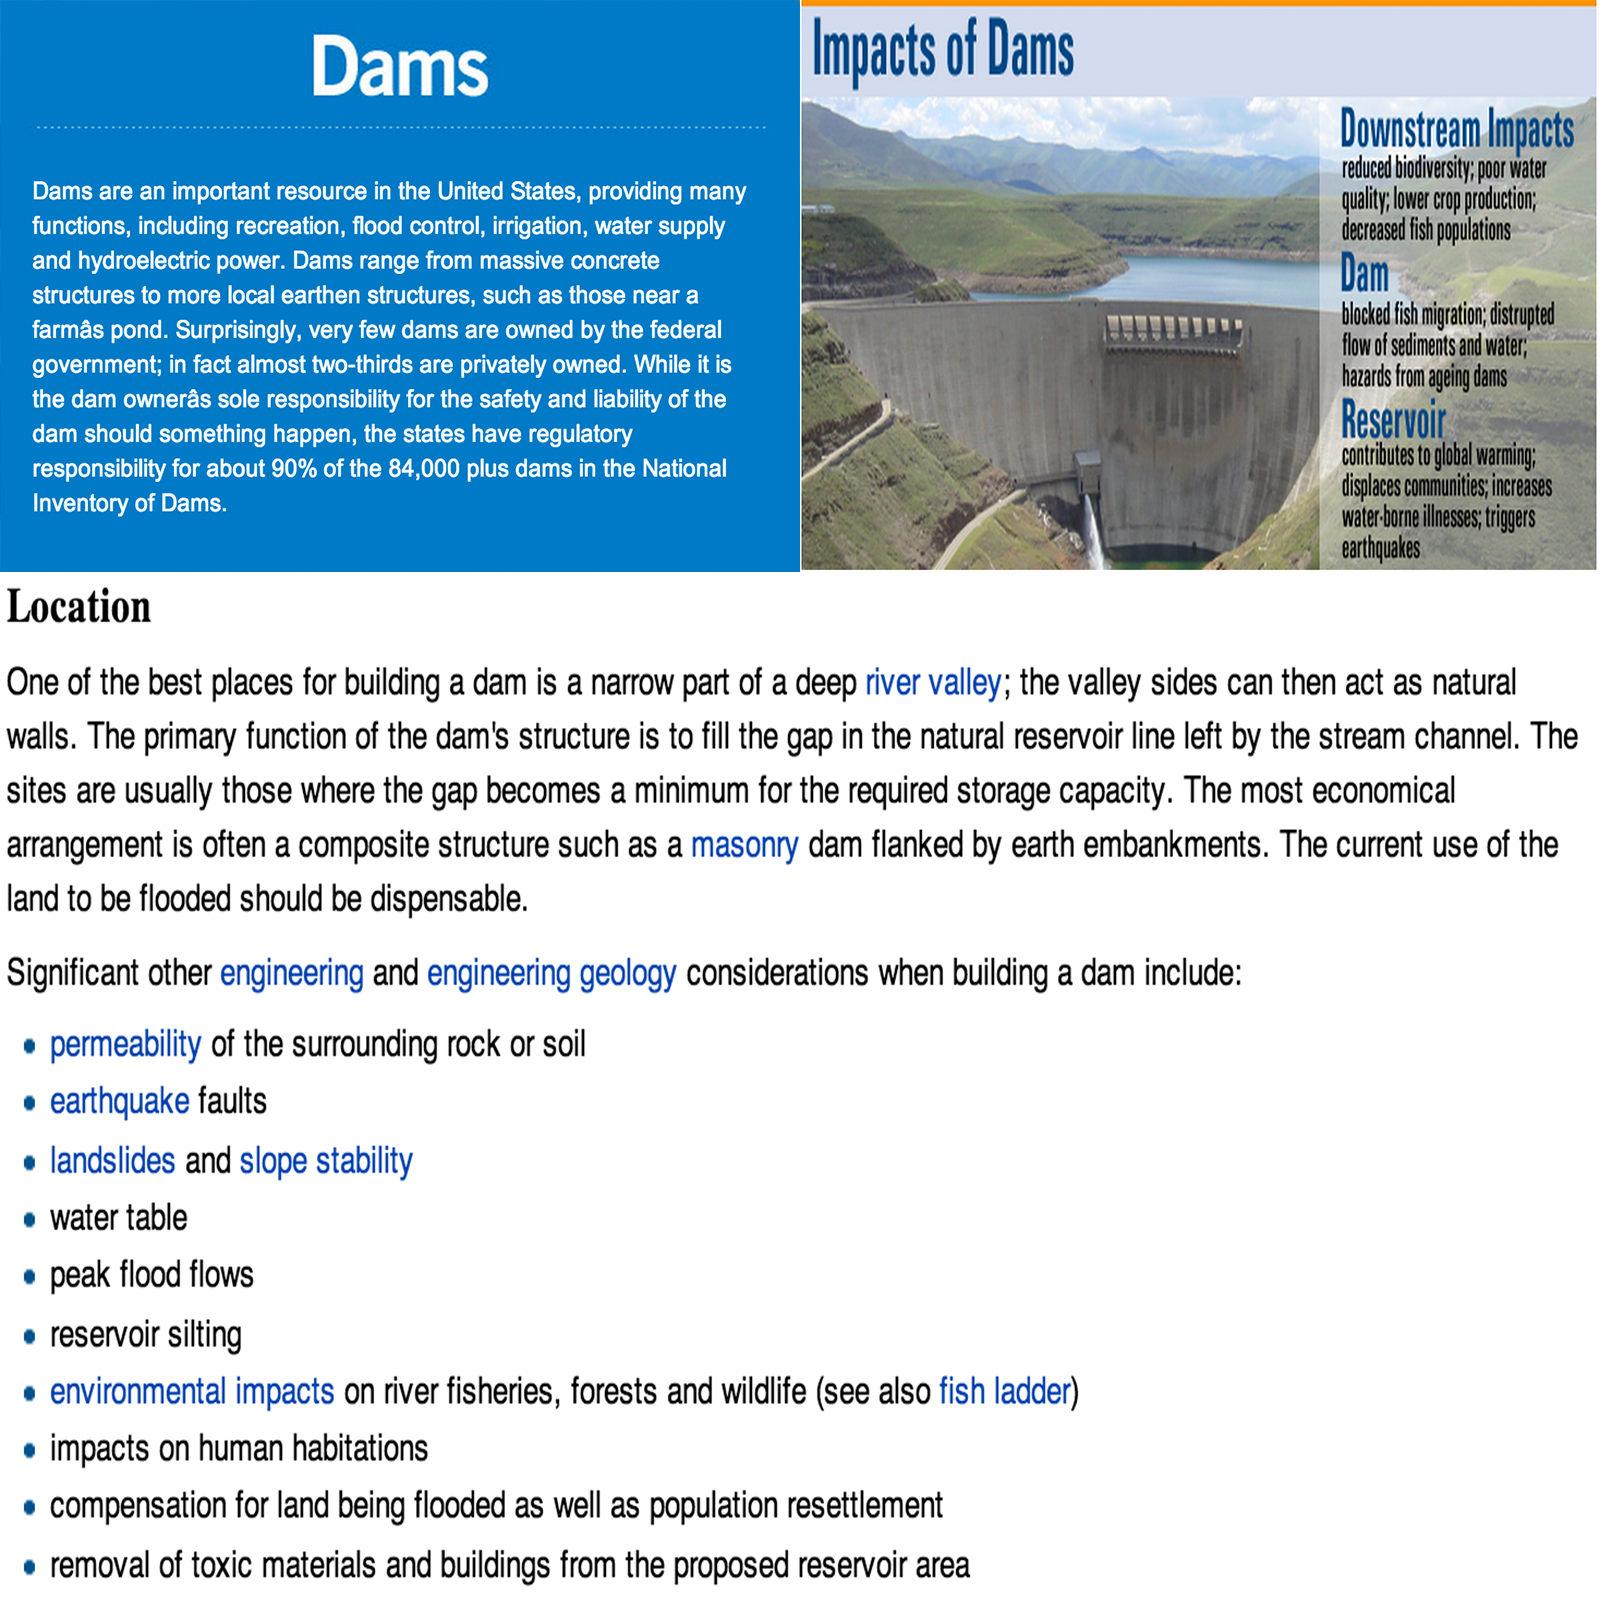 Dams
Dams are an important resource in the United States, providing many
functions, including recreation, flood control, irrigation, water supply
and hydroelectric power. Dams range from massive concrete
structures to more local earthen structures, such as those near a
farmâs pond. Surprisingly, very few dams are owned by the federal
government; in fact almost two-thirds are privately owned. While it is
the dam ownerâs sole responsibility for the safety and liability of the
dam should something happen, the states have regulatory
responsibility for about 90% of the 84,000 plus dams in the National
Inventory of Dams.
Impacts of Dams
Downstream Impacts
reduced biodiversity; poor water
quality; lower crop production;
decreased fish populations
Dam
blocked fish migration; distrupted
flow of sediments and water;
hazards from ageing dams
Reservoir
contributes to global warming;
displaces communities; increases
water-borne illnesses; triggers
earthquakes
Location
One of the best places for building a dam is a narrow part of a deep river valley; the valley sides can then act as natural
walls. The primary function of the dam's structure is to fill the gap in the natural reservoir line left by the stream channel. The
sites are usually those where the gap becomes a minimum for the required storage capacity. The most economical
arrangement is often a composite structure such as a masonry dam flanked by earth embankments. The current use of the
land to be flooded should be dispensable.
Significant other engineering and engineering geology considerations when building a dam include:
• permeability of the surrounding rock or soil
• earthquake faults
• landslides and slope stability
• water table
• peak flood flows
• reservoir silting
• environmental impacts on river fisheries, forests and wildlife (see also fish ladder)
• impacts on human habitations
• compensation for land being flooded as well as population resettlement
• removal of toxic materials and buildings from the proposed reservoir area